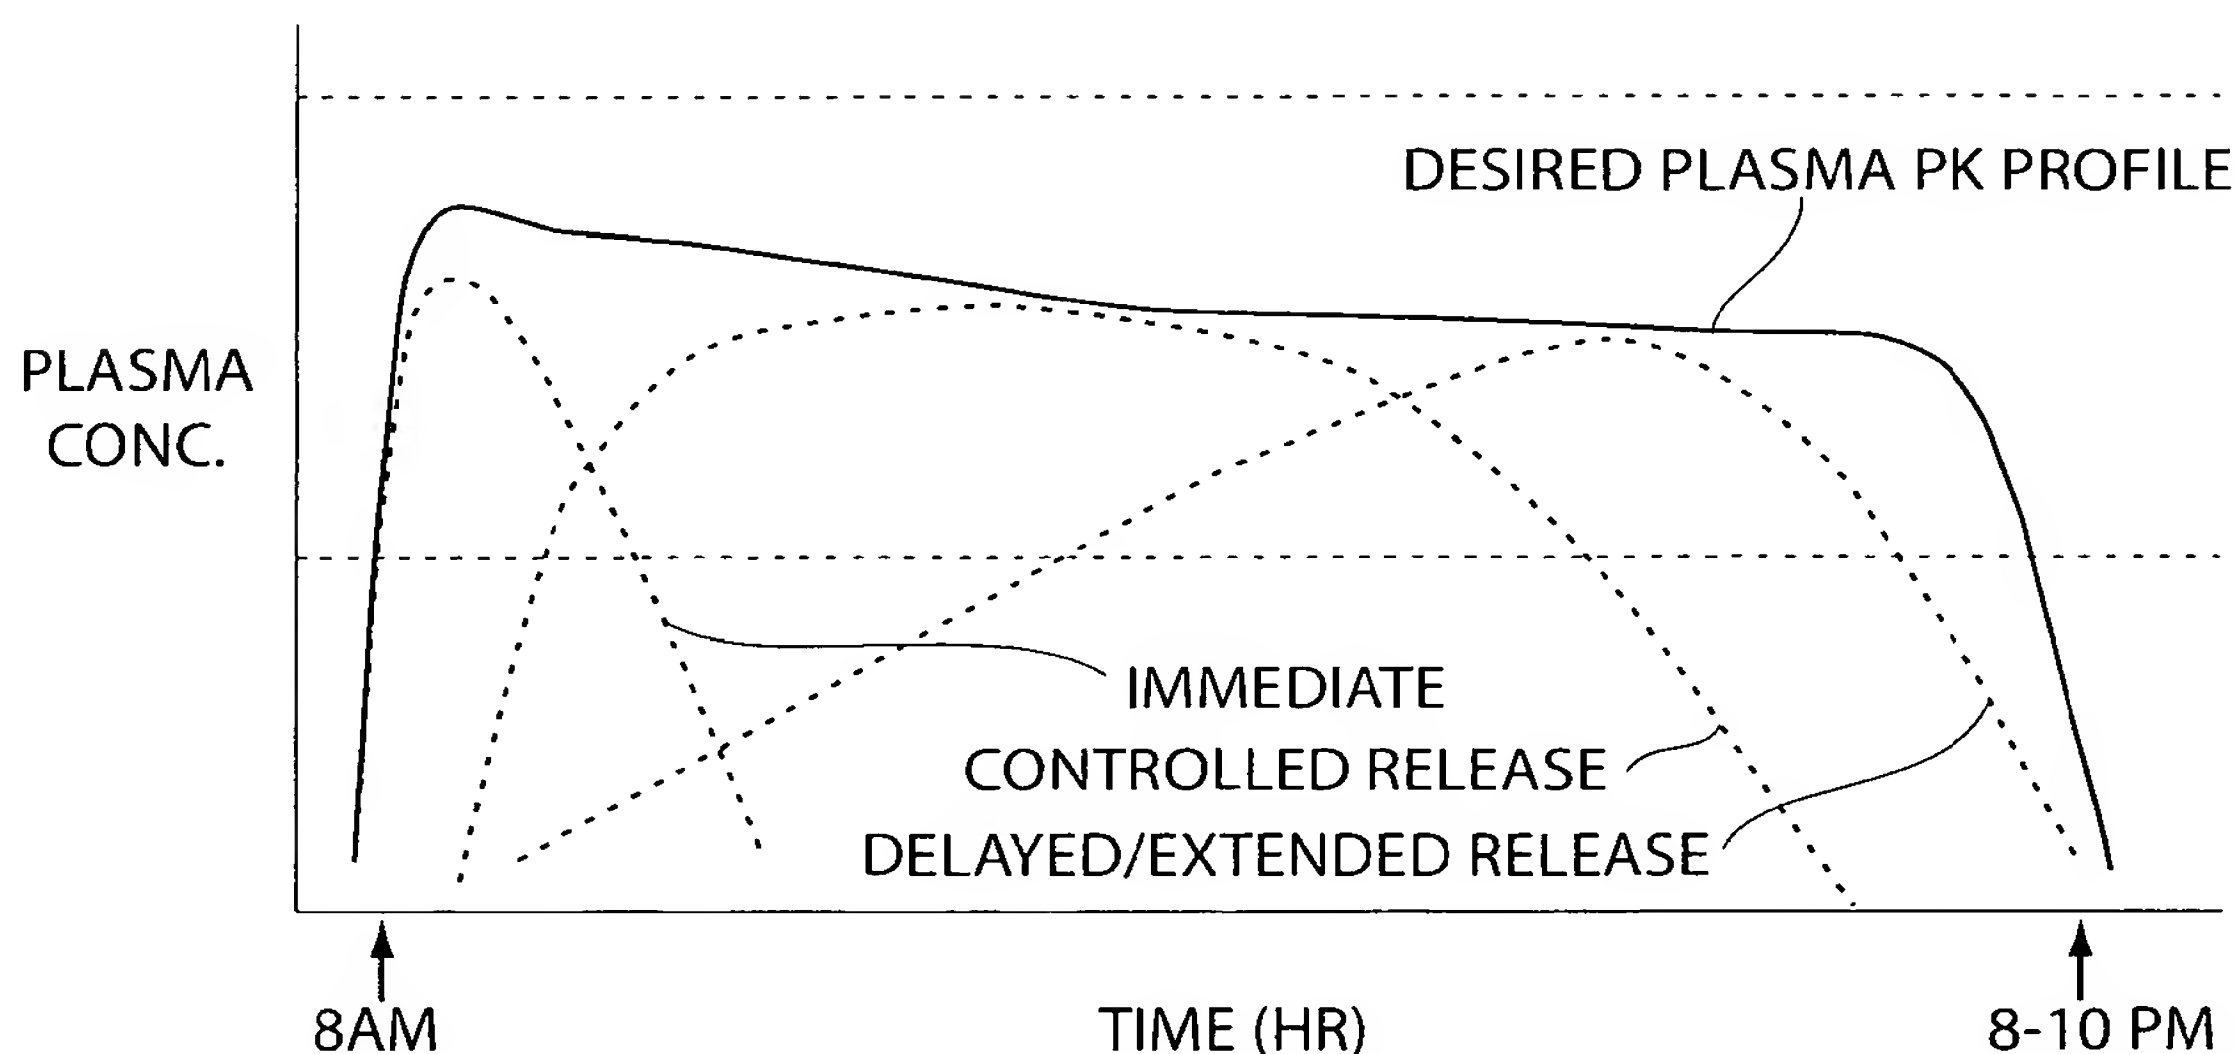 DESIRED PLASMA PK PROFILE
PLASMA
CONC.
IMMEDIATE
CONTROLLED RELEASE
DELAYED/EXTENDED RELEASE
8AM
TIME (HR)
8-10 PM